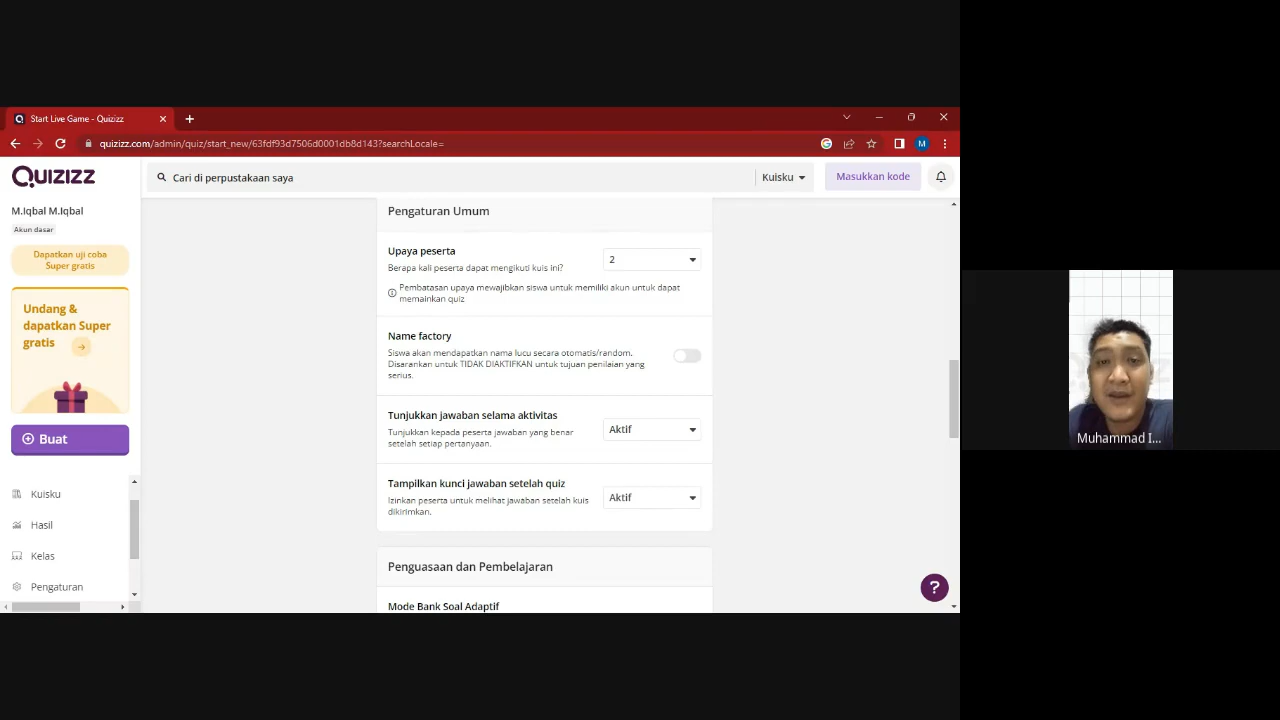 Start Live Game - Quizizz
quizizz.com/admin/quiz/start_new/63fdf93d7506d0001db8d143?searchLocale=
M
QUIZIZZ
Cari di perpustakaan saya
Kuisku
Masukkan kode
M.Iqbal M.Iqbal
Akun dasar
Dapatkan uji coba
Super gratis
Undang &
dapatkan Super
gratis
Buat
Kuisku
Hasil
Kelas
Pengaturan
Pengaturan Umum
Upaya peserta
2
Berapa kali peserta dapat mengikuti kuis ini?
Pembatasan upaya mewajibkan siswa untuk memiliki akun untuk dapat
memainkan quiz
Name factory
Siswa akan mendapatkan nama lucu secara otomatis/random.
Disarankan untuk TIDAK DIAKTIFKAN untuk tujuan penilaian yang
serius.
Tunjukkan jawaban selama aktivitas
Aktif
Tunjukkan kepada peserta jawaban yang benar
setelah setiap pertanyaan.
Tampilkan kunci jawaban setelah quiz
Aktif
Izinkan peserta untuk melihat jawaban setelah kuis
dikirimkan.
Penguasaan dan Pembelajaran
Mode Bank Soal Adaptif
?
Muhammad I...